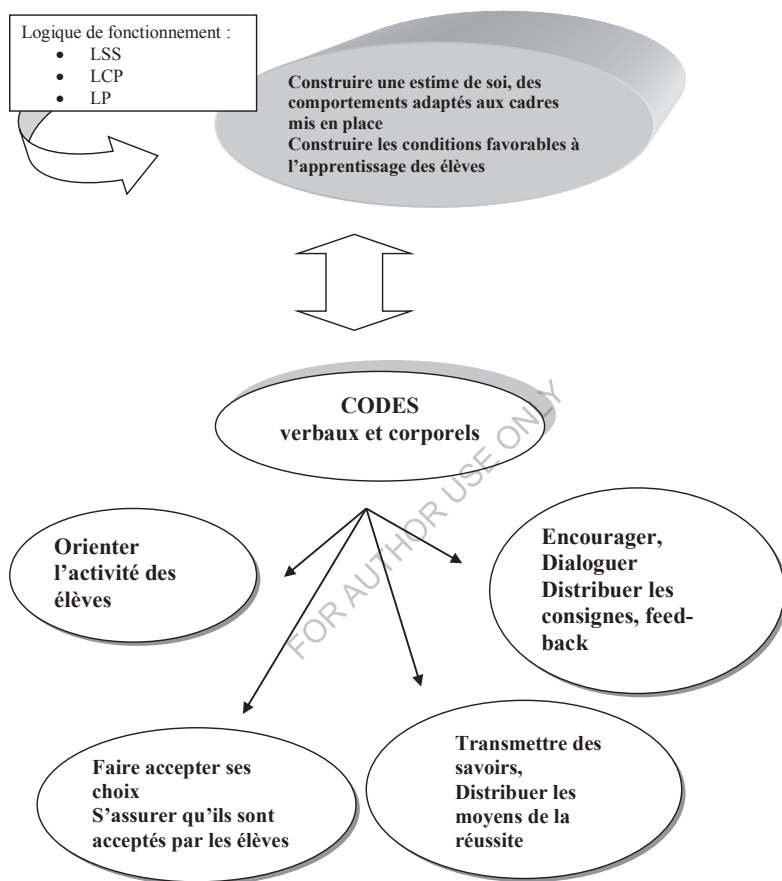 Logique de fonctionnement :
• LSS
• LCP
• LP
Construire une estime de soi, des
comportements adaptés aux cadres
mis en place
Construire les conditions favorables à
l’apprentissage des élèves
CODES
verbaux et corporels
FOR AUTHOR USE ONLY
Orienter
l’activité des
élèves
Encourager,
Dialoguer
Distribuer les
consignes, feed-
back
Faire accepter ses
choix
S’assurer qu’ils sont
acceptés par les élèves
Transmettre des
savoirs,
Distribuer les
moyens de la
réussite